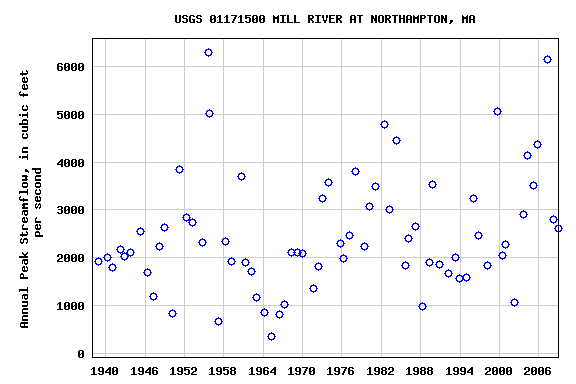 USGS 01171500 MILL RIVER AT NORTHAMPTON, MA
Annual Peak Streamflow, in cubic feet
per second
6000
5000
4000
3000
2000
1000
0
1940 1946 1952 1958 1964 1970 1976 1982 1988 1994 2000 2006